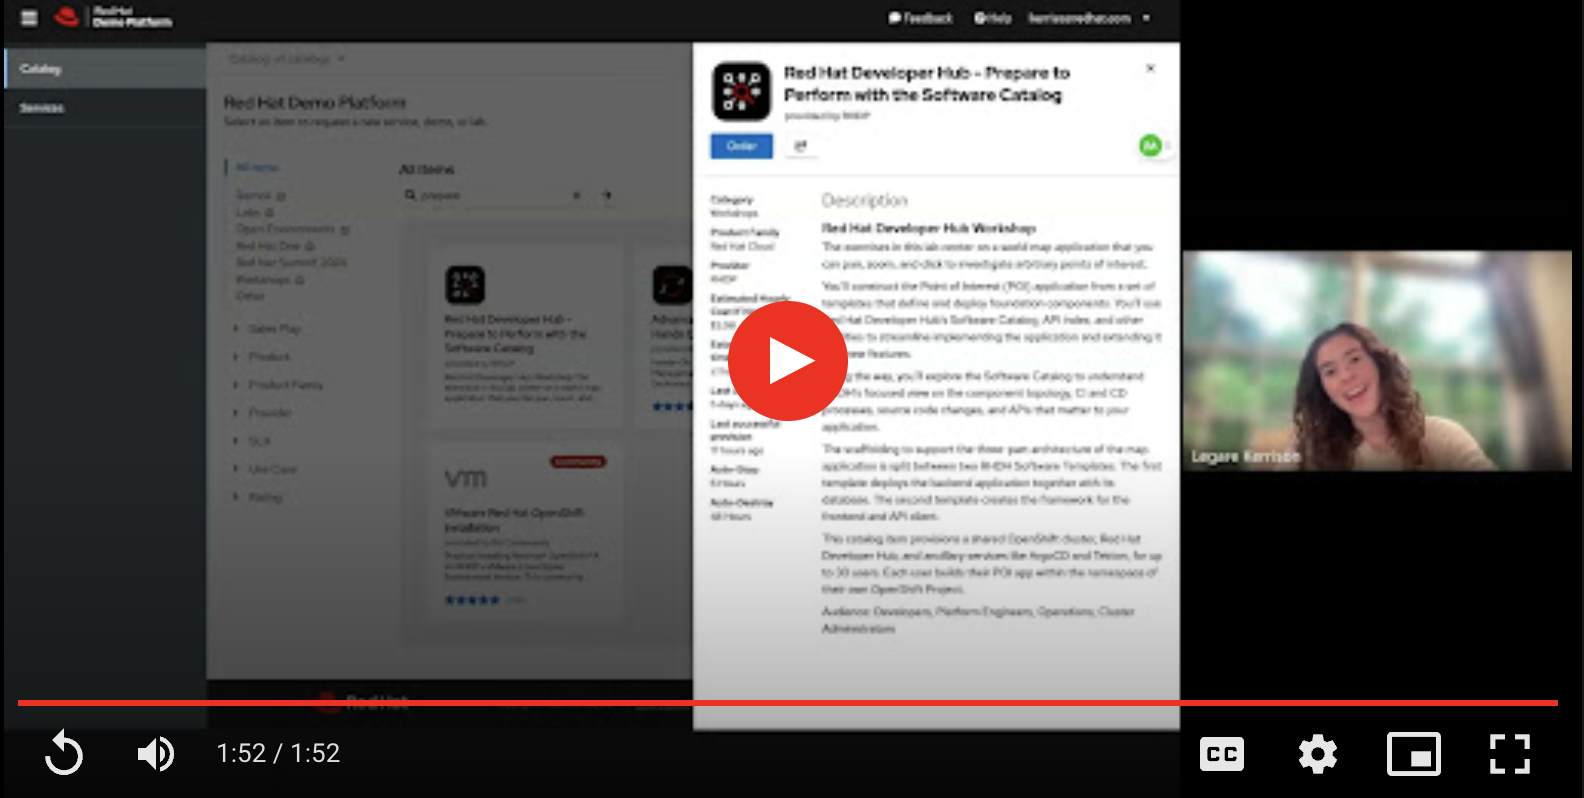 Red Hat
Demo Platform
Feedback
Help
Catalog
Services
Catalog of catalogs
Red Hat Demo Platform
Select an item to request a new service, demo, or lab.
All Items
Demos
Labs
Open Environments
Red Hat One
Red Hat Summit 2024
Workshops
Other
Sales Play
Product
Product Family
Provider
SLA
Use Case
Rating
All Items
prepare
Red Hat Developer Hub -
Prepare to Perform with the
Software Catalog
provided by RHDP
Hands
Community
vm
VMware Red Hat OpenShift
Installation
provided by
Red Hat
Red Hat Developer Hub - Prepare to
Perform with the Software Catalog
provided by RHDP
Order
Category
Workshops
Product Family
Red Hat Cloud
Provider
RHDP
Estimated Hourly
Last successful
provision
11 hours ago
Auto-Stop
Hours
Auto-Destroy
48 Hours
Description
Red Hat Developer Hub Workshop
The exercises in this lab center on a world map application that you
can pan, zoom, and click to investigate arbitrary points of interest.
You'll construct the Point of Interest (POI) application from a set of
templates that define and deploy foundation components. You'll use
Hat Developer Hub's Software Catalog, API index, and other
to streamline implementing the application and extending it
new features.
the way, you'll explore the Software Catalog to understand
focused view on the component topology, CI and CD
processes, source code changes, and APIs that matter to your
application.
The scaffolding to support the three-part architecture of the map
application is split between two RHDH Software Templates. The first
template deploys the backend application together with its
database. The second template creates the framework for the
frontend and API client.
This catalog item provisions a shared OpenShift cluster, Red Hat
Developer Hub, and ancillary services like ArgoCD and Tekton, for up
to 30 users. Each user builds their POI app within the namespace of
their own OpenShift Project.
Audience: Developers, Platform Engineers, Operations, Cluster
Administrators
Legare Kerrison
1:52 / 1:52
CC